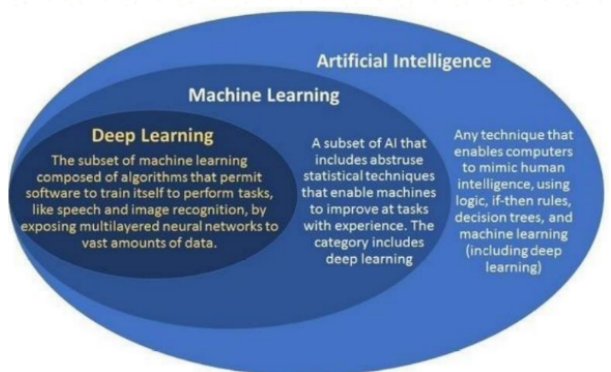 Artificial Intelligence
Machine Learning
Deep Learning
The subset of machine learning
composed of algorithms that permit
software to train itself to perform tasks,
like speech and image recognition, by
exposing multilayered neural networks to
vast amounts of data.
A subset of AI that
includes abstruse
statistical techniques
that enable machines
to improve at tasks
with experience. The
category includes
deep learning
Any technique that
enables computers
to mimic human
intelligence, using
logic, if-then rules,
decision trees, and
machine learning
(including deep
learning)